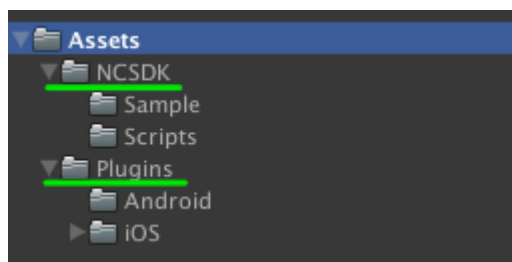 Assets
NCSDK
Sample
Scripts
Plugins
Android
iOS